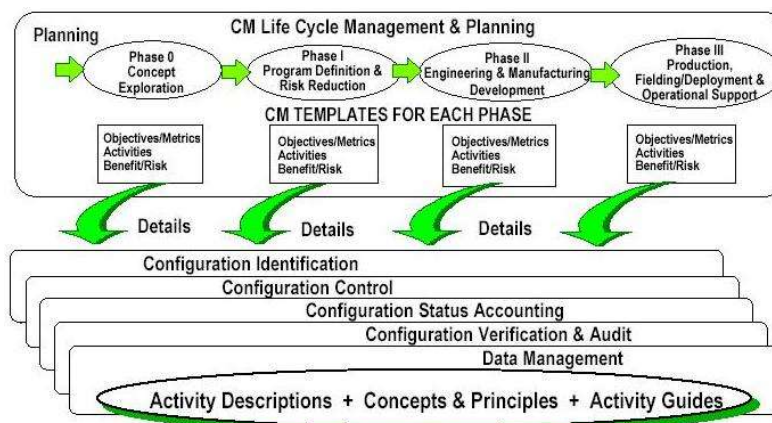 CM Life Cycle Management & Planning
Planning
Phase 0
Concept
Exploration
Phase I
Program Definition &
Risk Reduction
Phase II
Engineering & Manufacturing
Development
Phase III
Production,
Fielding/Deployment &
Operational Support
CM TEMPLATES FOR EACH PHASE
Objectives/Metrics
Activities
Benefit/Risk
Objectives/Metrics
Activities
Benefit/Risk
Objectives/Metrics
Activities
Benefit/Risk
Objectives/Metrics
Activities
Benefit/Risk
Details
Details
Details
Configuration Identification
Configuration Control
Configuration Status Accounting
Configuration Verification & Audit
Data Management
Activity Descriptions + Concepts & Principles + Activity Guides